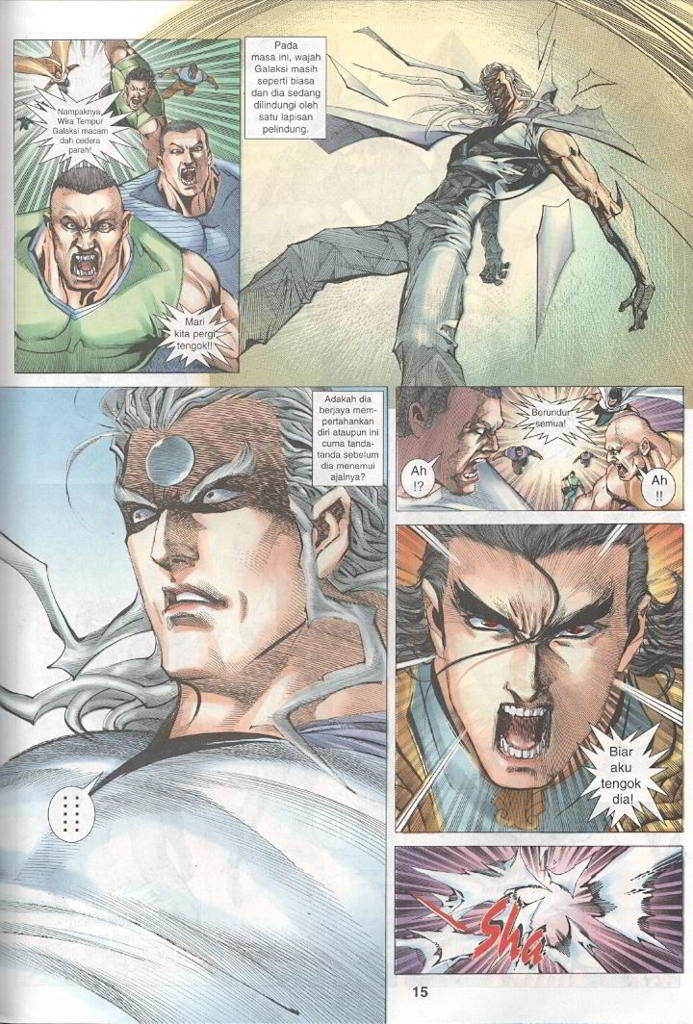 Nampaknya
Wira Tempur
Galaksi macam
dah cedera
parah!
Mari
kita pergi
tengok!!
Pada
masa ini, wajah
Galaksi masih
seperti biasa
dan dia sedang
dilindungi oleh
satu lapisan
pelindung.
Adakah dia
berjaya mem-
pertahankan
diri ataupun ini
cuma tanda-
tanda sebelum
dia menemui
ajalnya?
Ah
!?
Berundur
semua!
Ah
!!
Biar
aku
tengok
dia!
Sha
15